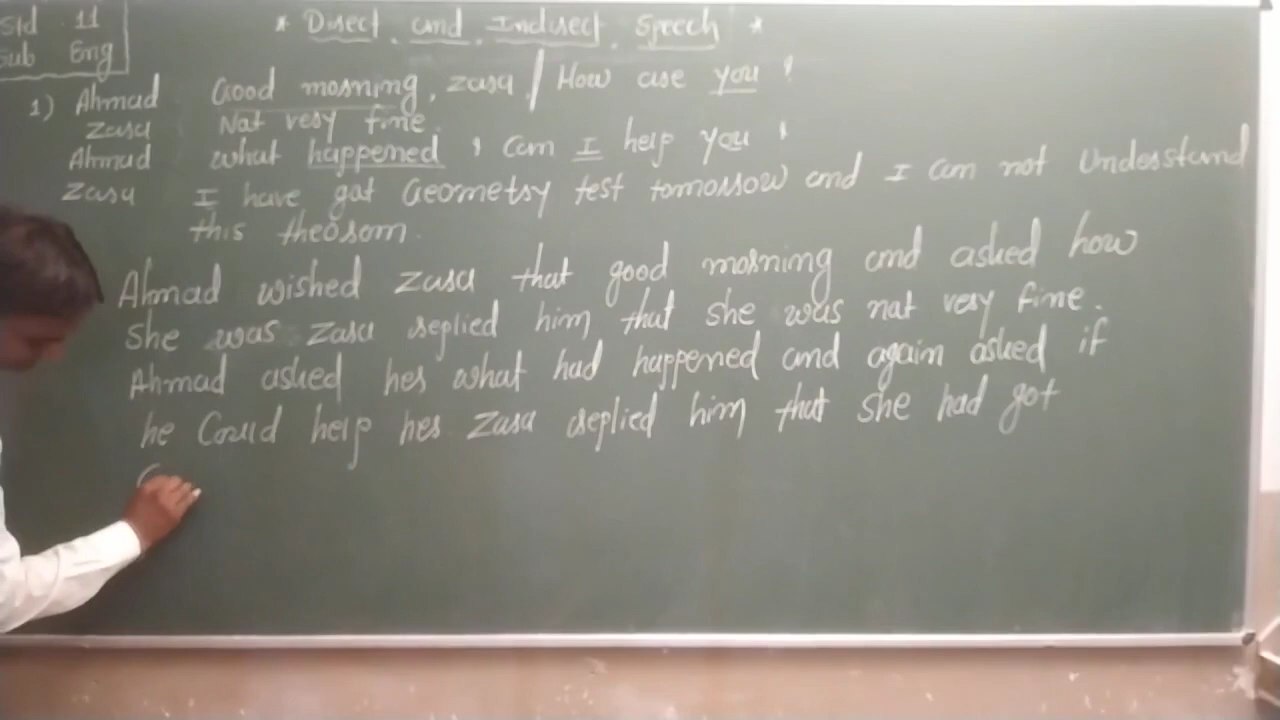 Std 11
Sub Eng
* Direct and Indirect Speech *
1) Ahmad Good morning, Zara / How are you ?
Zara Not very fine.
Ahmad what happened ? can I help you ?
Zara I have got Geometry test tomorrow and I can not Understand
this theorom.
Ahmad wished Zara that good morning and asked how
She was Zara replied him that she was not very fine.
Ahmad asked her what had happened and again asked if
he Could help her Zara replied him that she had got